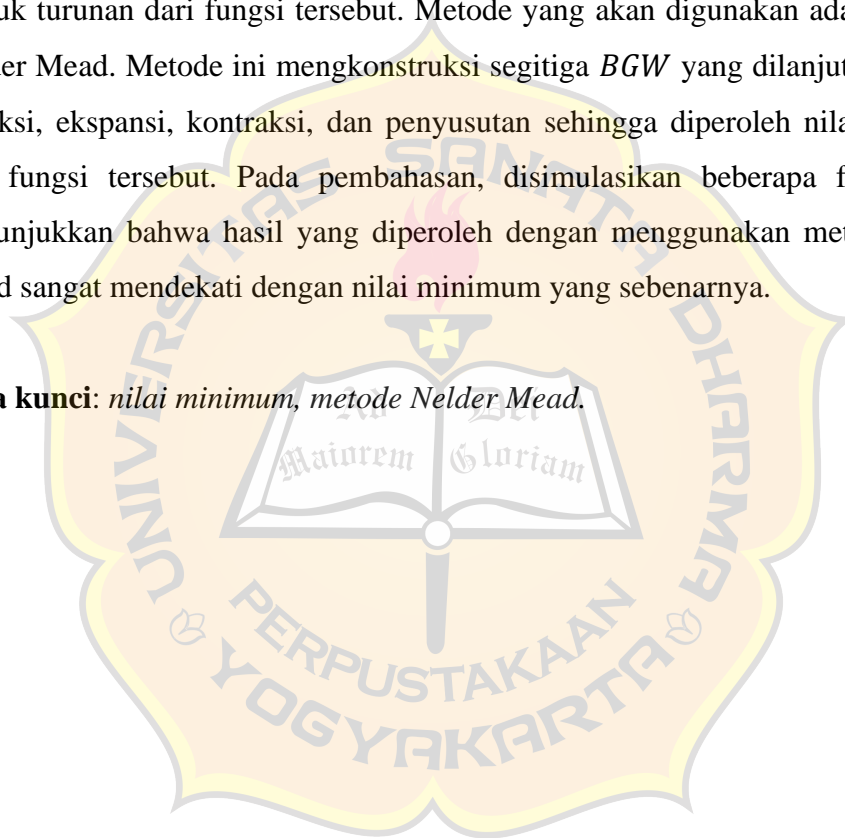 uk turunan dari fungsi tersebut. Metode yang akan digunakan ada
er Mead. Metode ini mengkonstruksi segitiga BGW yang dilanjut
ksi, ekspansi, kontraksi, dan penyusutan sehingga diperoleh nila
fungsi tersebut. Pada pembahasan, disimulasikan beberapa f
unjukkan bahwa hasil yang diperoleh dengan menggunakan met
d sangat mendekati dengan nilai minimum yang sebenarnya.
a kunci: nilai minimum, metode Nelder Mead.
UNIVERSITAS SANATA DHARMA
Ad Dei
Maiorem Gloriam
PERPUSTAKAAN
YOGYAKARTA